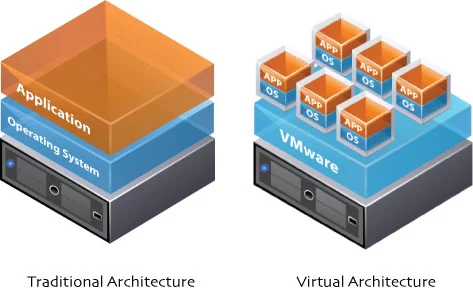 Application
Operating System
APP
OS
APP
OS
APP
OS
APP
OS
APP
OS
APP
OS
VMware
Traditional Architecture
Virtual Architecture